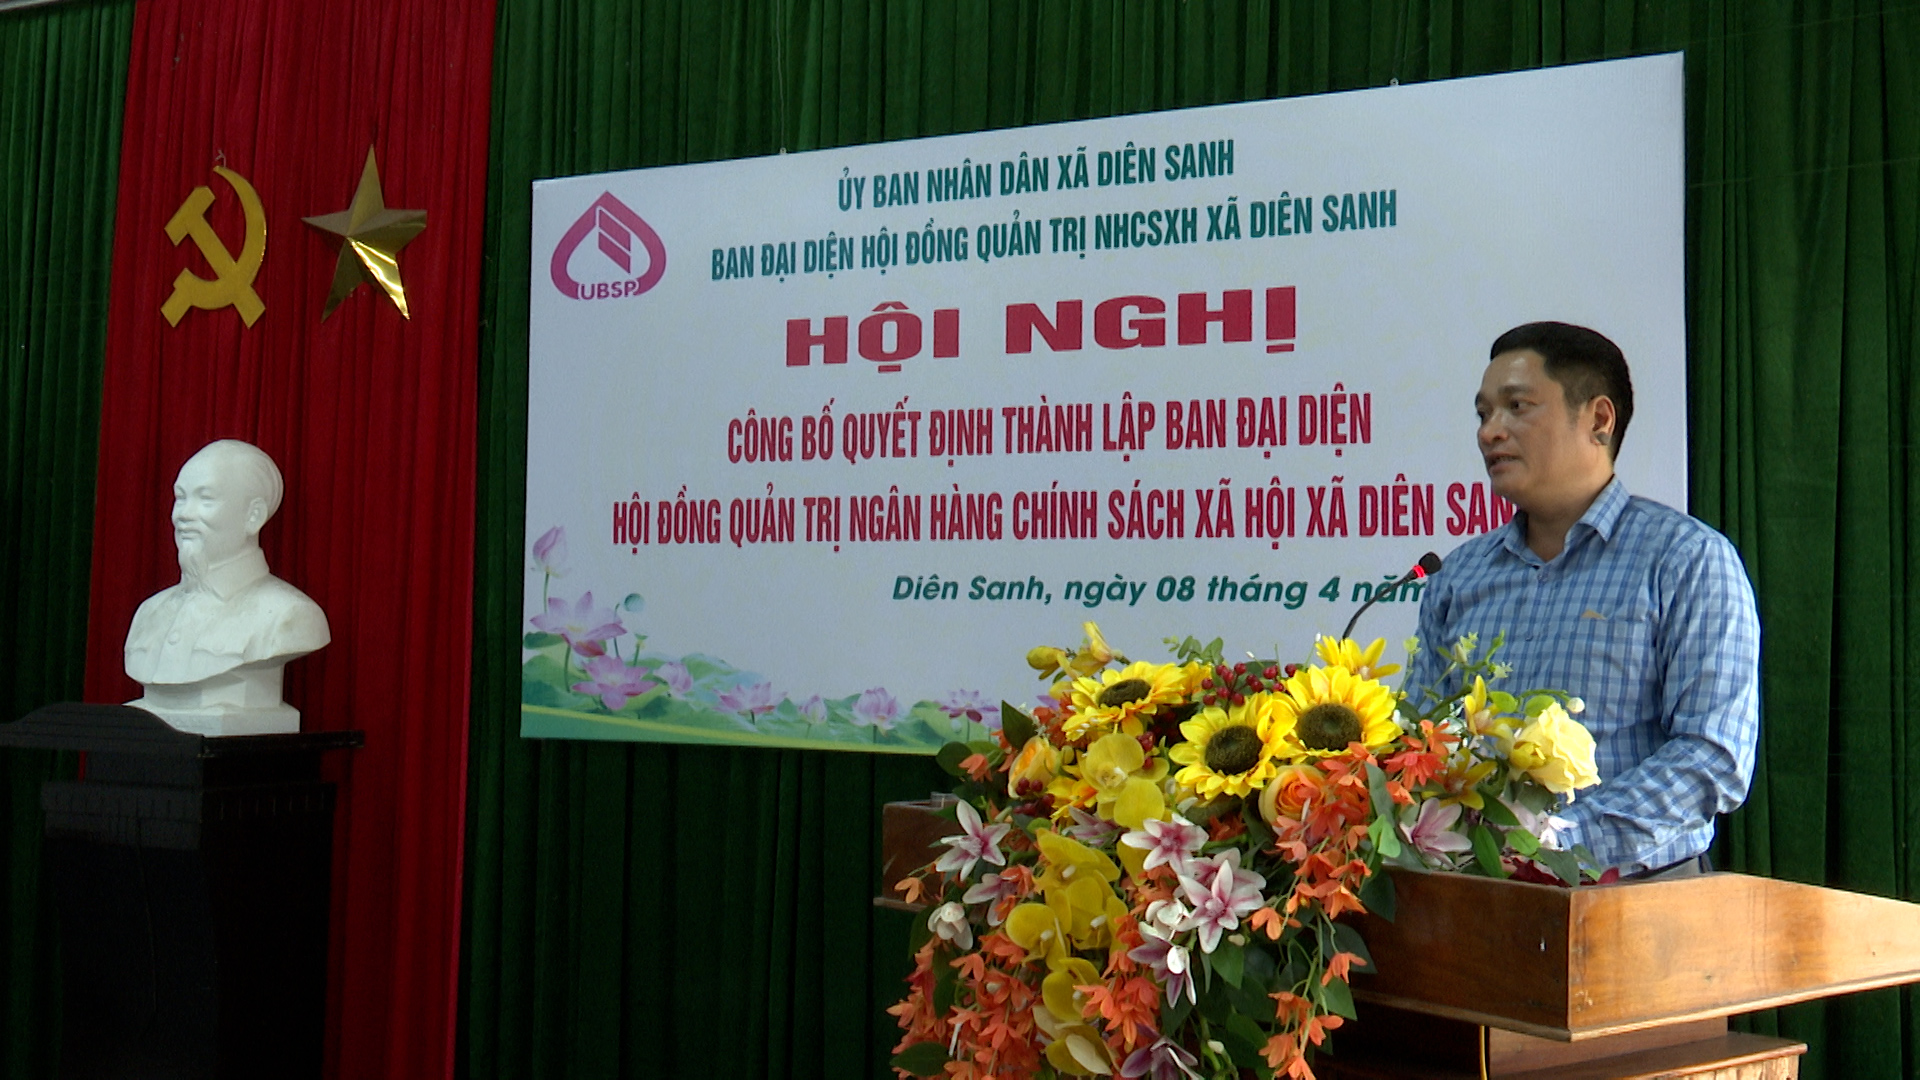 ỦY BAN NHÂN DÂN XÃ DIÊN SANH
BAN ĐẠI DIỆN HỘI ĐỒNG QUẢN TRỊ NHCSXH XÃ DIÊN SANH
UBSP
HỘI NGHỊ
CÔNG BỐ QUYẾT ĐỊNH THÀNH LẬP BAN ĐẠI DIỆN
HỘI ĐỒNG QUẢN TRỊ NGÂN HÀNG CHÍNH SÁCH XÃ HỘI XÃ DIÊN SAN
Diên Sanh, ngày 08 tháng 4 năm